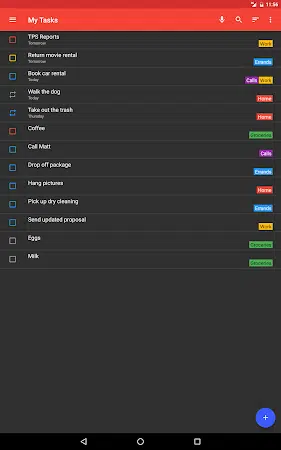 11:56
My Tasks
TPS Reports
Tomorrow
Work
Return movie rental
Tomorrow
Errands
Book car rental
Today
Calls Work
Walk the dog
Today
Home
Take out the trash
Thursday
Home
Coffee
Groceries
Call Matt
Calls
Drop off package
Errands
Hang pictures
Home
Pick up dry cleaning
Errands
Send updated proposal
Work
Eggs
Groceries
Milk
Groceries